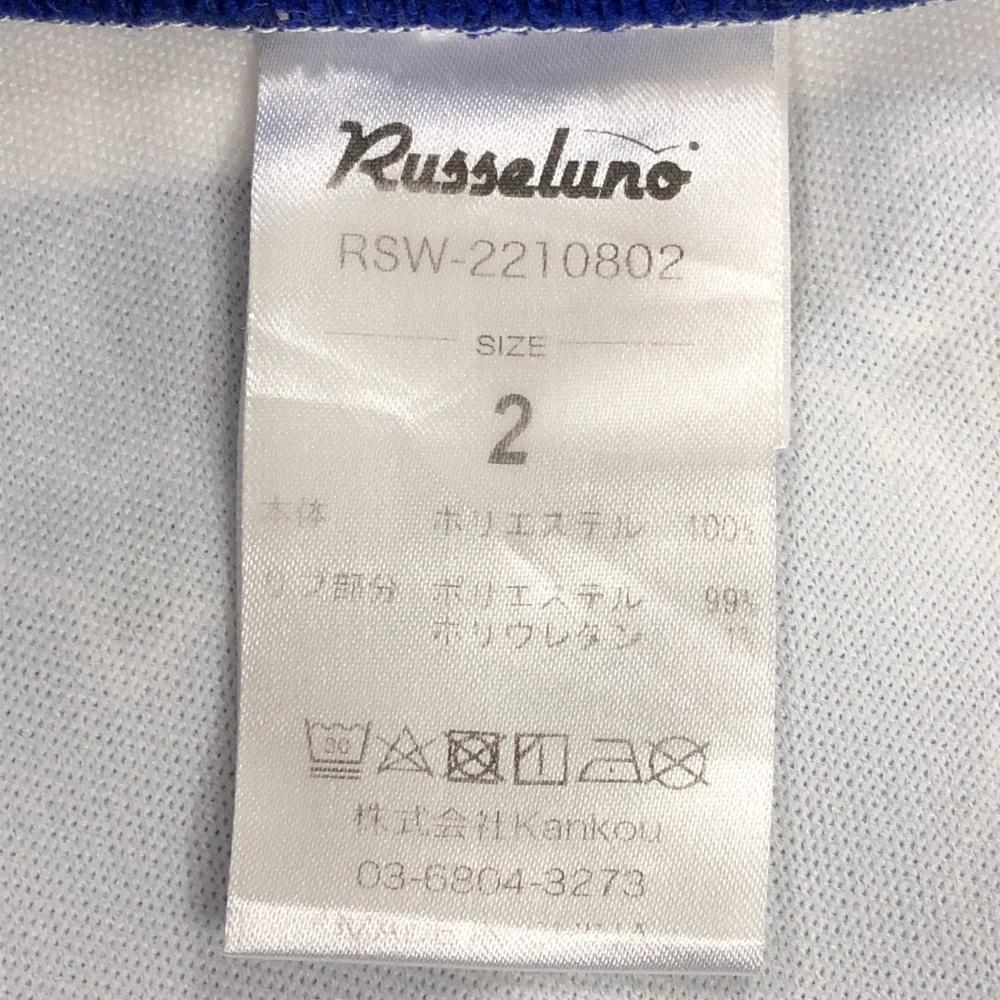 Russeluno
RSW-2210802
SIZE
2
本体 ポリエステル 100%
リブ部分 ポリエステル 99%
ポリウレタン 1%
30
株式会社Kankou
03-6804-3273